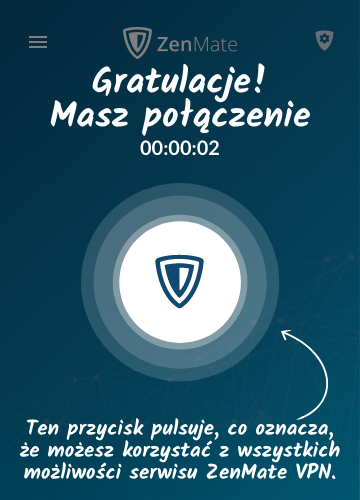 ZenMate
Gratulacje!
Masz połączenie
00:00:02
Ten przycisk pulsuje, co oznacza,
że możesz korzystać z wszystkich
możliwości serwisu ZenMate VPN.